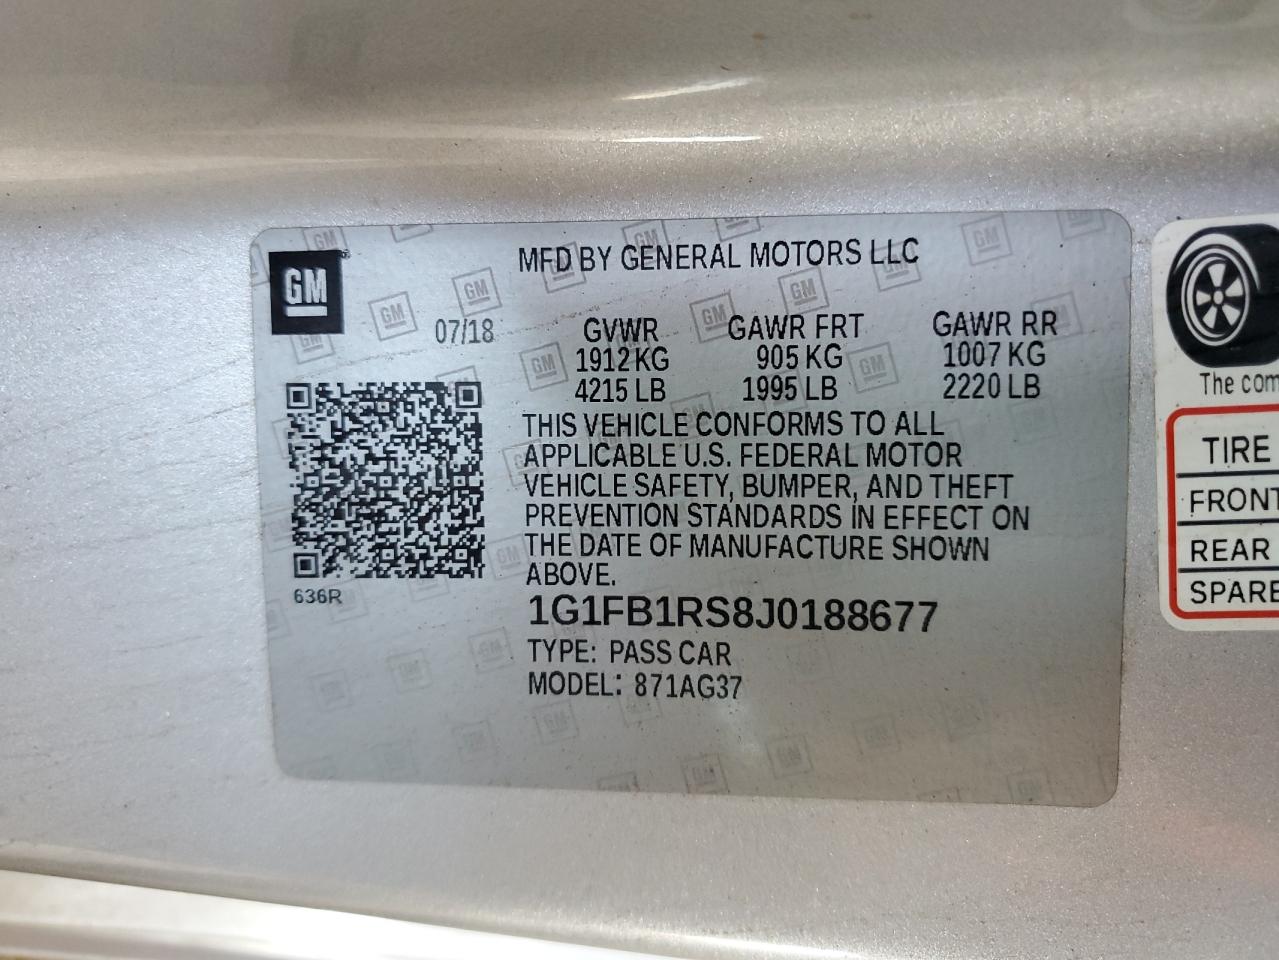 GM
MFD BY GENERAL MOTORS LLC
07/18
GVWR GAWR FRT GAWR RR
1912 KG 905 KG 1007 KG
4215 LB 1995 LB 2220 LB
THIS VEHICLE CONFORMS TO ALL
APPLICABLE U.S. FEDERAL MOTOR
VEHICLE SAFETY, BUMPER, AND THEFT
PREVENTION STANDARDS IN EFFECT ON
THE DATE OF MANUFACTURE SHOWN
ABOVE.
636R
1G1FB1RS8J0188677
TYPE: PASS CAR
MODEL: 871AG37
The com
TIRE
FRONT
REAR
SPARE